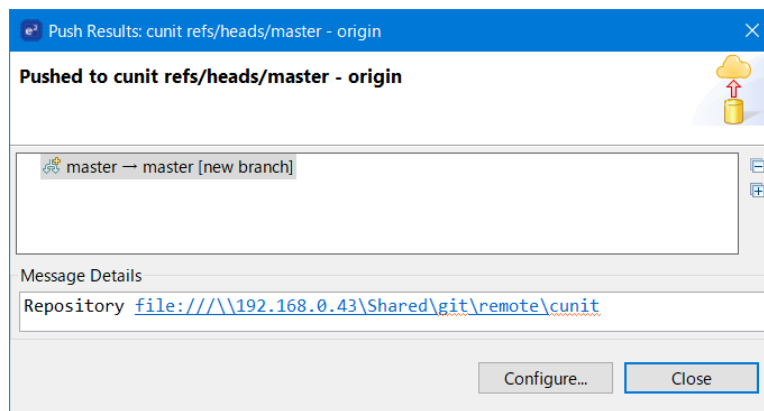 Push Results: cunit refs/heads/master - origin
Pushed to cunit refs/heads/master - origin
master → master [new branch]
Message Details
Repository file:///\\192.168.0.43\Shared\git\remote\cunit
Configure... Close